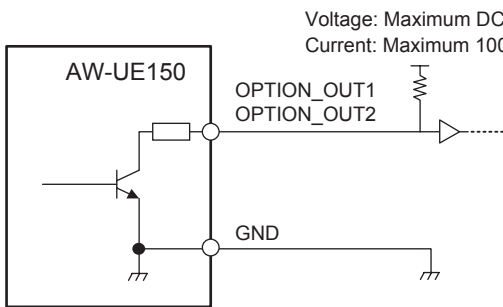 Voltage: Maximum DC
Current: Maximum 100
AW-UE150
OPTION_OUT1
OPTION_OUT2
GND